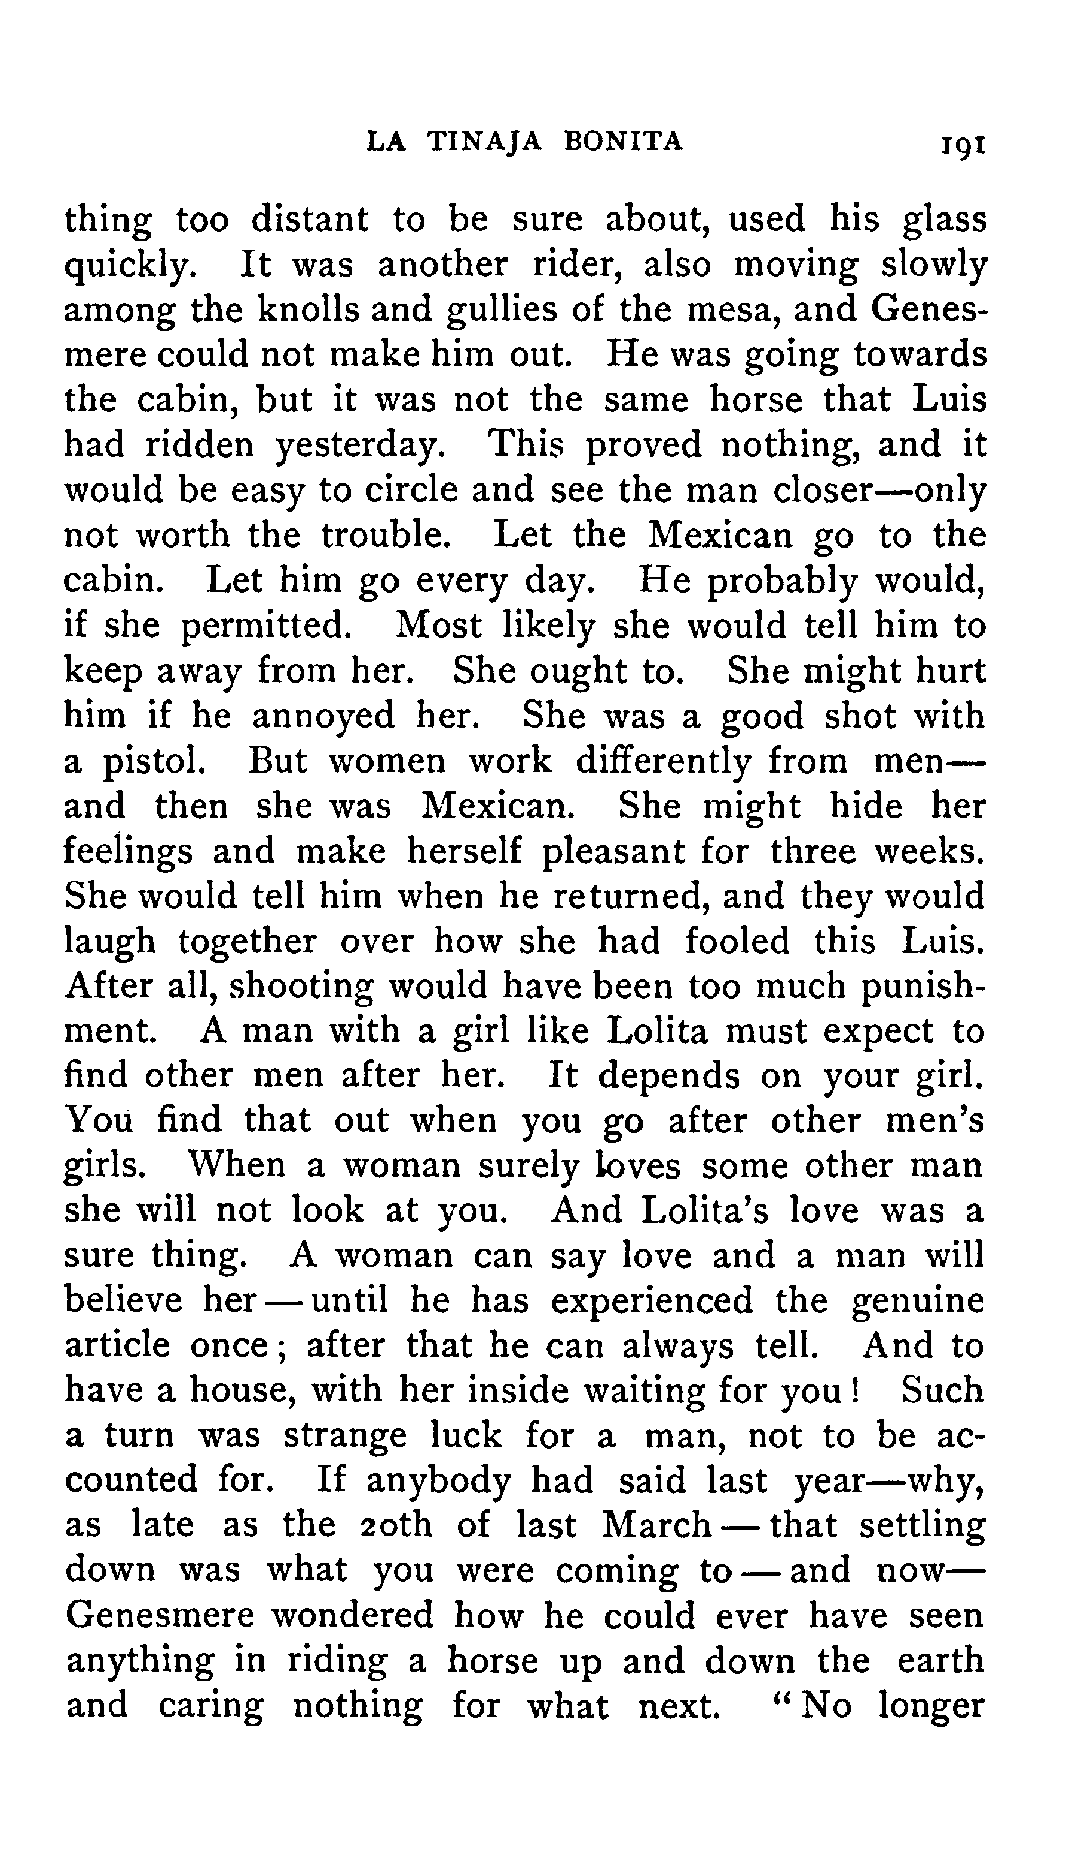 LA TINAJA BONITA 191
thing too distant to be sure about, used his glass
quickly. It was another rider, also moving slowly
among the knolls and gullies of the mesa, and Genes-
mere could not make him out. He was going towards
the cabin, but it was not the same horse that Luis
had ridden yesterday. This proved nothing, and it
would be easy to circle and see the man closer—only
not worth the trouble. Let the Mexican go to the
cabin. Let him go every day. He probably would,
if she permitted. Most likely she would tell him to
keep away from her. She ought to. She might hurt
him if he annoyed her. She was a good shot with
a pistol. But women work differently from men—
and then she was Mexican. She might hide her
feelings and make herself pleasant for three weeks.
She would tell him when he returned, and they would
laugh together over how she had fooled this Luis.
After all, shooting would have been too much punish-
ment. A man with a girl like Lolita must expect to
find other men after her. It depends on your girl.
You find that out when you go after other men's
girls. When a woman surely loves some other man
she will not look at you. And Lolita's love was a
sure thing. A woman can say love and a man will
believe her — until he has experienced the genuine
article once ; after that he can always tell. And to
have a house, with her inside waiting for you ! Such
a turn was strange luck for a man, not to be ac-
counted for. If anybody had said last year—why,
as late as the 20th of last March — that settling
down was what you were coming to — and now—
Genesmere wondered how he could ever have seen
anything in riding a horse up and down the earth
and caring nothing for what next. “ No longer